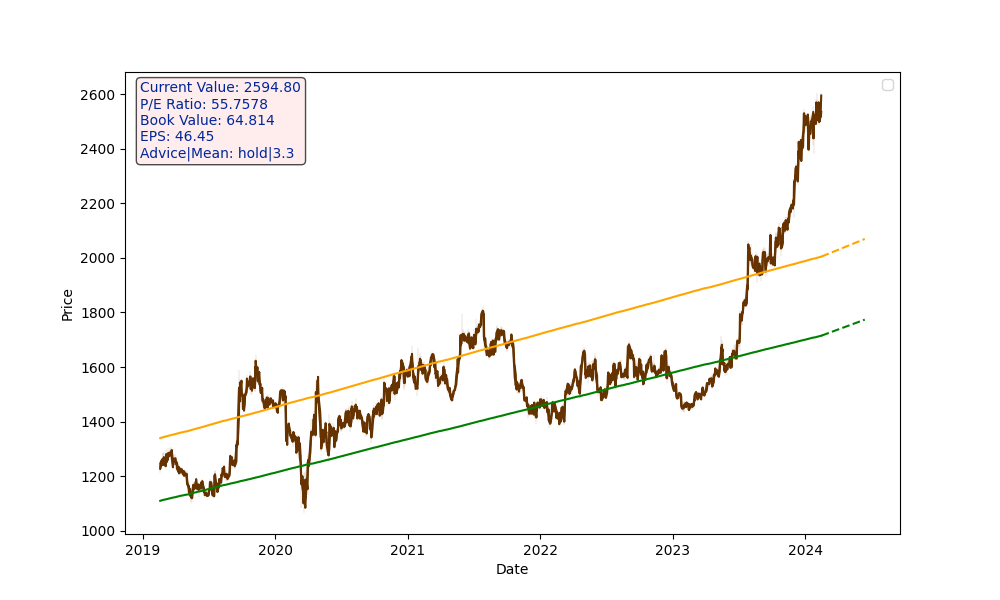 Current Value: 2594.80
P/E Ratio: 55.7578
Book Value: 64.814
EPS: 46.45
Advice|Mean: hold|3.3
Price
2600
2400
2200
2000
1800
1600
1400
1200
1000
2019 2020 2021 2022 2023 2024
Date